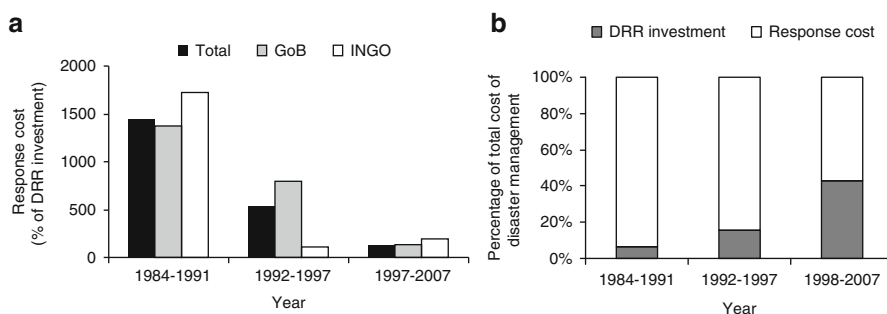 a
Total GoB INGO
Response cost
(% of DRR investment)
2000
1500
1000
500
0
1984-1991 1992-1997 1997-2007
Year
b
DRR investment Response cost
Percentage of total cost of
disaster management
100%
80%
60%
40%
20%
0%
1984-1991 1992-1997 1998-2007
Year